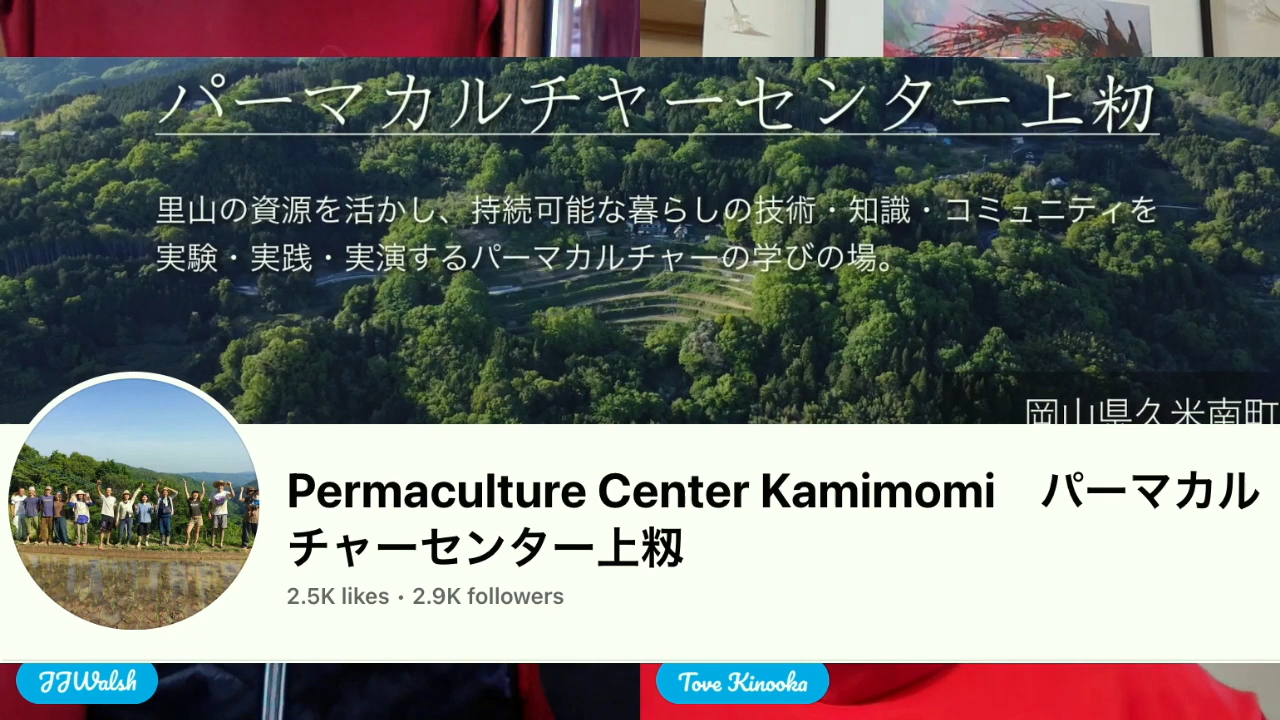 パーマカルチャーセンター上籾
里山の資源を活かし、持続可能な暮らしの技術・知識・コミュニティを
実験・実践・実演するパーマカルチャーの学びの場。
岡山県久米南町
Permaculture Center Kamimomi　パーマカル
チャーセンター上籾
2.5K likes • 2.9K followers
JJWalsh
Tove Kinooka